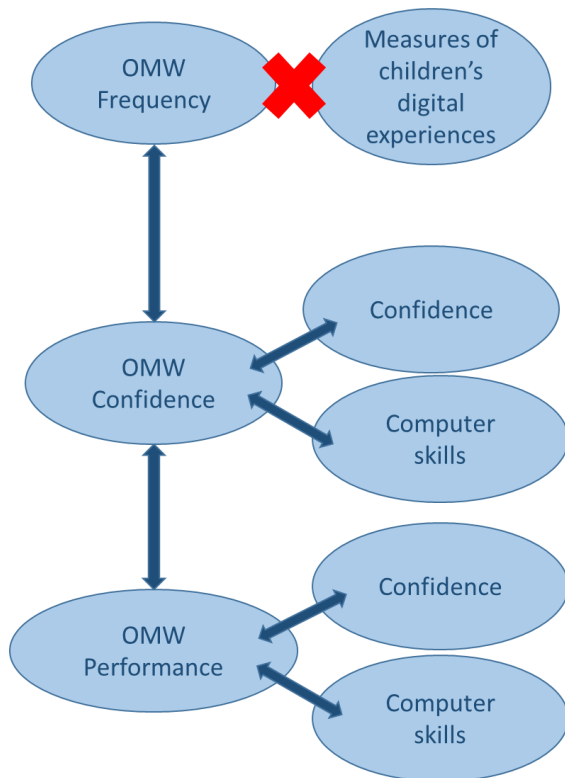 OMW
Frequency
Measures of
children's
digital
experiences
OMW
Confidence
Confidence
Computer
skills
OMW
Performance
Confidence
Computer
skills